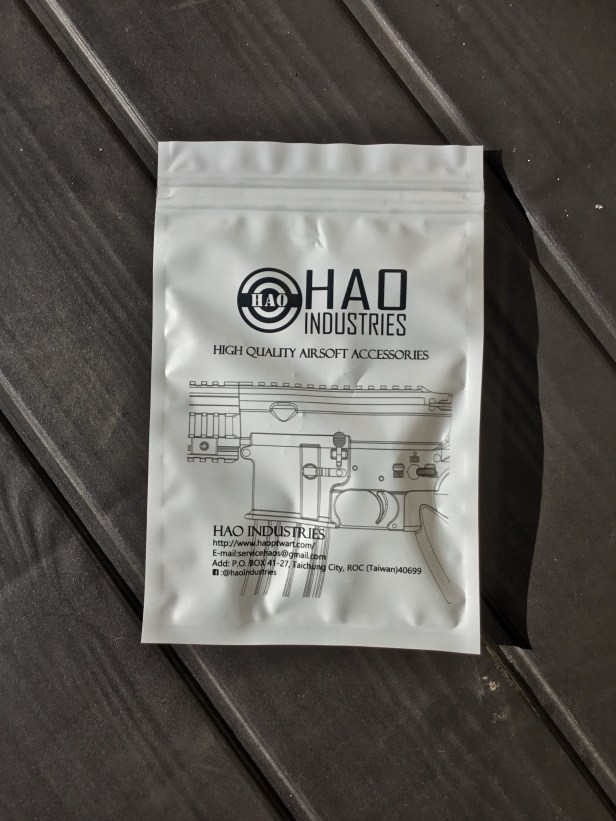 HAO
HAO
INDUSTRIES
HIGH QUALITY AIRSOFT ACCESSORIES
HAO INDUSTRIES
http://www.haoptwart.com/
E-mail:servicehaos@gmail.com
Add: P.O. BOX 41-27, Taichung City, ROC (Taiwan)40699
:@haoIndustries